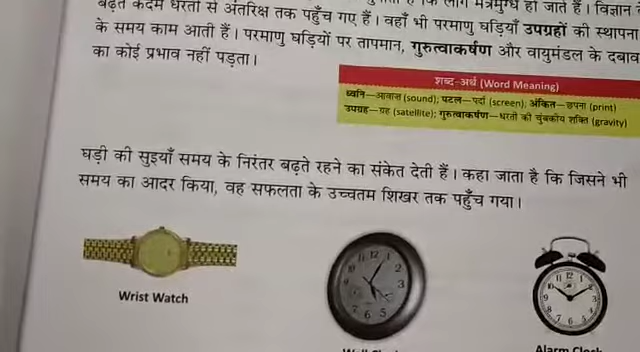 कि लोग मंत्रमुग्ध हो जाते हैं। विज्ञान
बढ़ते कदम धरती से अंतरिक्ष तक पहुँच गए हैं। वहाँ भी परमाणु घड़ियाँ उपग्रहों की स्थापना
के समय काम आती हैं। परमाणु घड़ियों पर तापमान, गुरुत्वाकर्षण और वायुमंडल के दबाव
का कोई प्रभाव नहीं पड़ता।
शब्द-अर्थ (Word Meaning)
ध्वनि—आवाज़ (sound); पटल—पर्दा (screen); अंकित—छपना (print)
उपग्रह—ग्रह (satellite); गुरुत्वाकर्षण—धरती की चुंबकीय शक्ति (gravity)
घड़ी की सुइयाँ समय के निरंतर बढ़ते रहने का संकेत देती हैं। कहा जाता है कि जिसने भी
समय का आदर किया, वह सफलता के उच्चतम शिखर तक पहुँच गया।
Wrist Watch
Alarm Clock